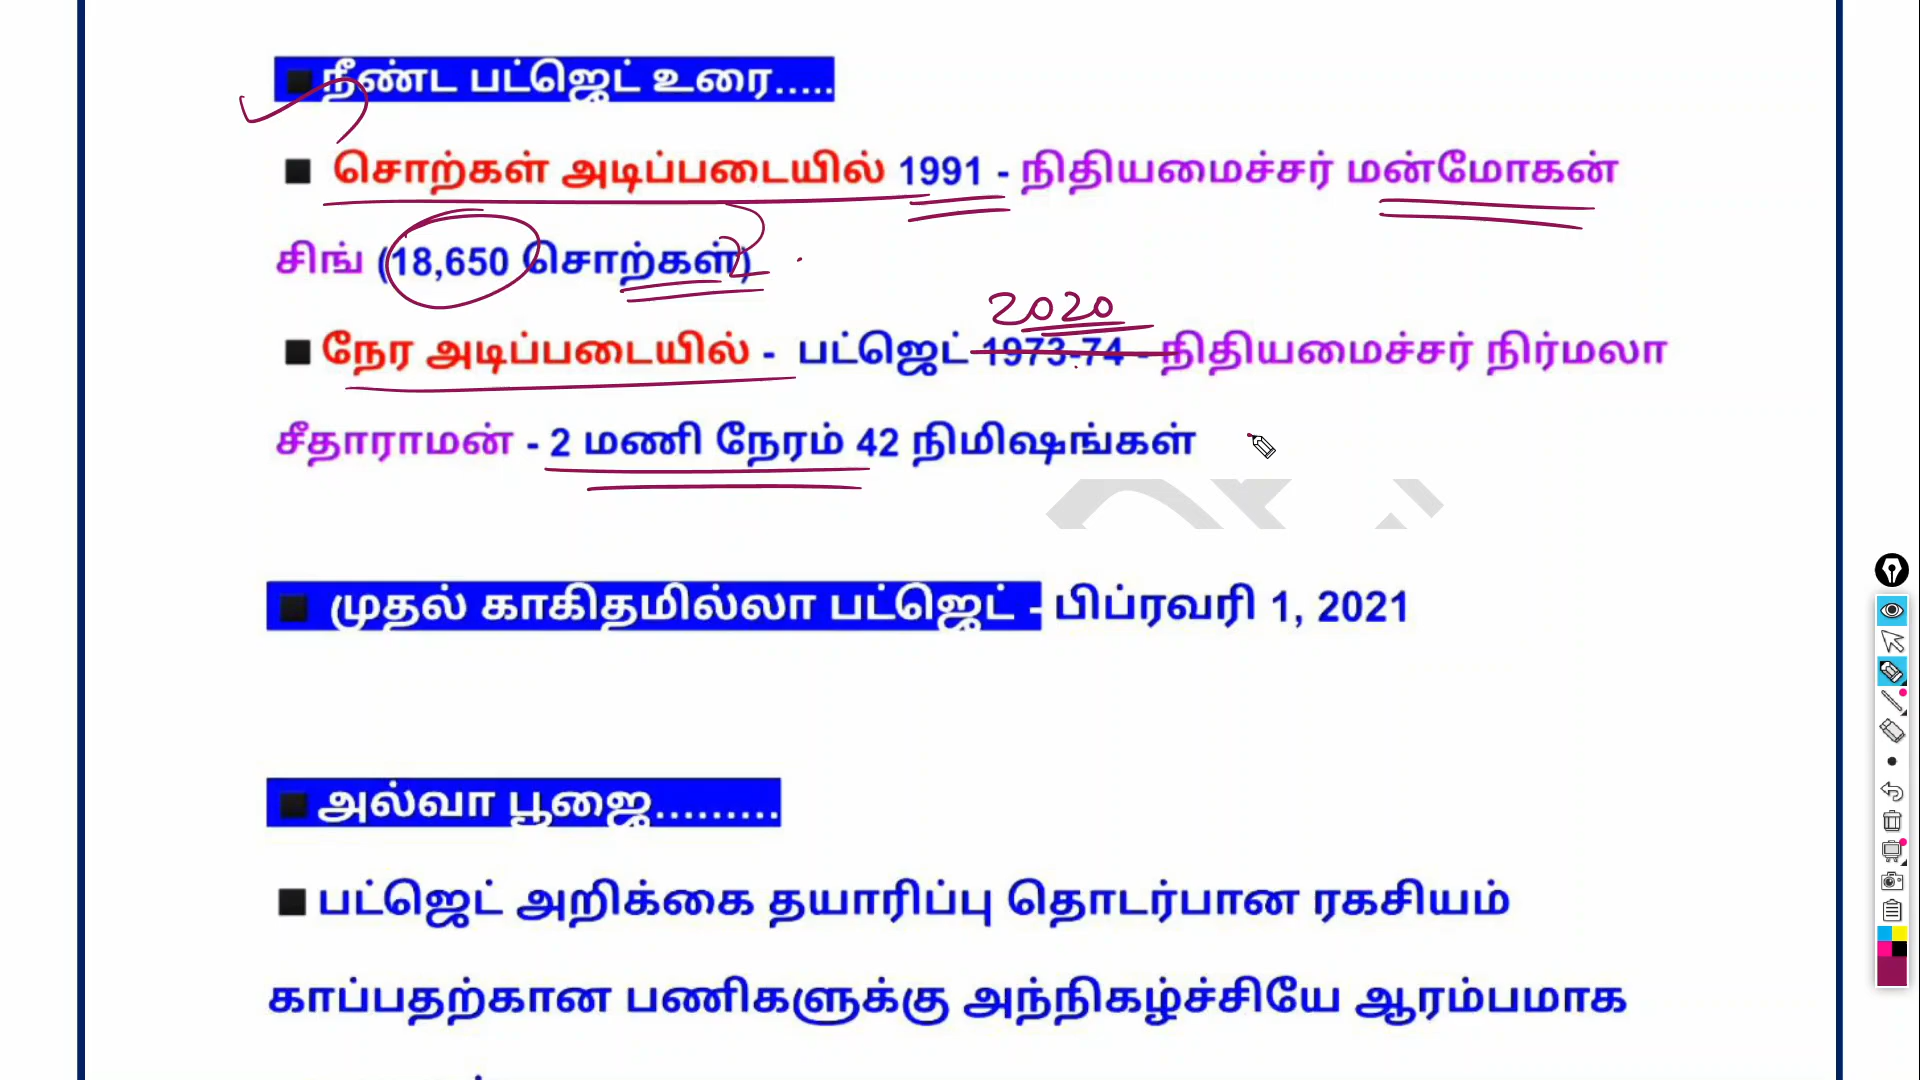 ■ நீண்ட பட்ஜெட் உரை.....
■ சொற்கள் அடிப்படையில் 1991 - நிதியமைச்சர் மன்மோகன்
சிங் (18,650 சொற்கள்)
2020
■ நேர அடிப்படையில் - பட்ஜெட் 1973-74 - நிதியமைச்சர் நிர்மலா
சீதாராமன் - 2 மணி நேரம் 42 நிமிஷங்கள்
■ முதல் காகிதமில்லா பட்ஜெட் - பிப்ரவரி 1, 2021
■ அல்வா பூஜை.........
■ பட்ஜெட் அறிக்கை தயாரிப்பு தொடர்பான ரகசியம்
காப்பதற்கான பணிகளுக்கு அந்நிகழ்ச்சியே ஆரம்பமாக